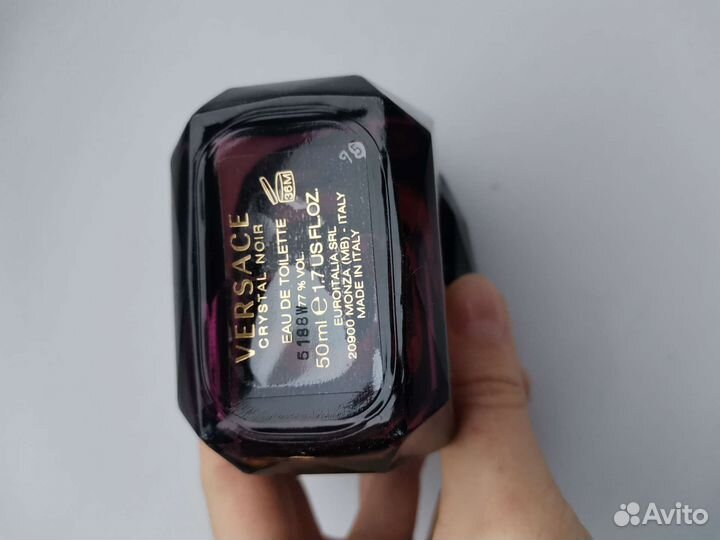 VERSACE
CRYSTAL NOIR
EAU DE TOILETTE
77 % VOL.
5188W
50ml e 1.7 US FL.OZ.
EUROITALIA SRL
20900 MONZA (MB) - ITALY
MADE IN ITALY
36M
Avito